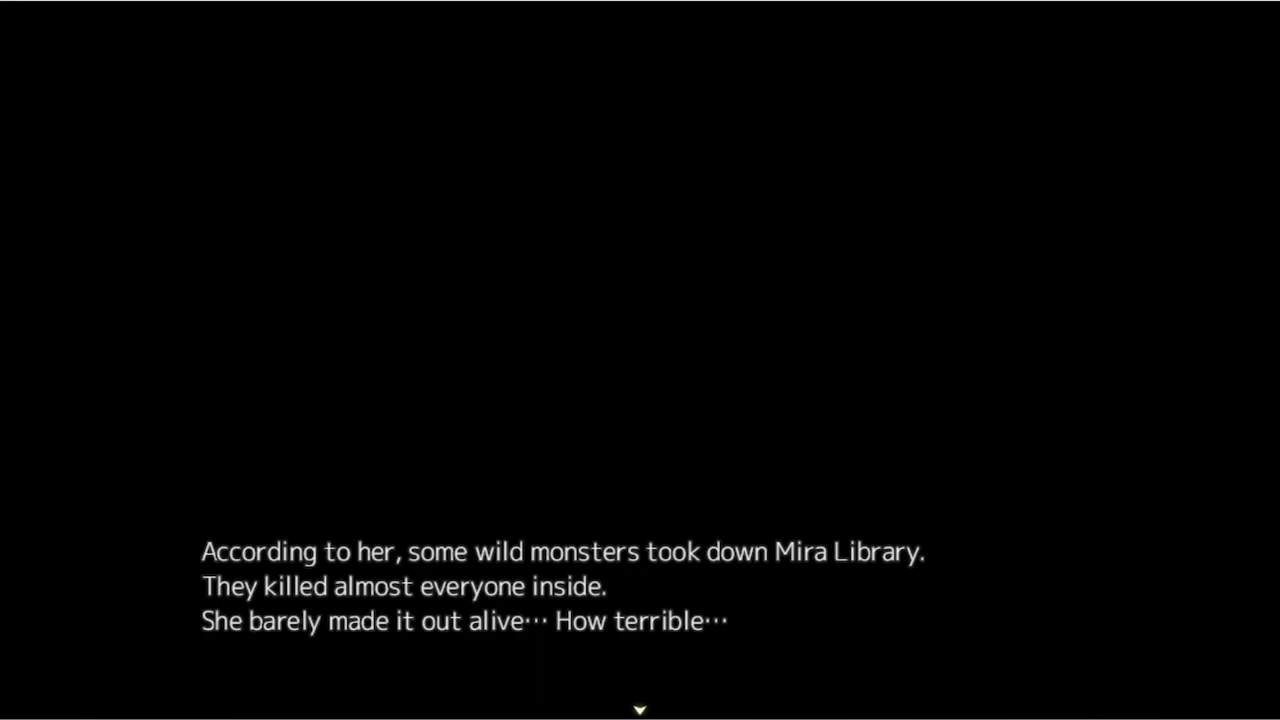 According to her, some wild monsters took down Mira Library.
They killed almost everyone inside.
She barely made it out alive… How terrible…